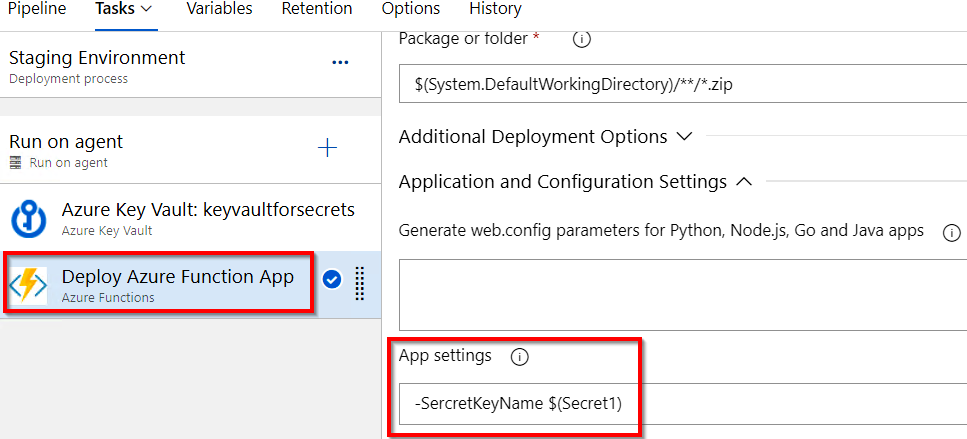 Pipeline Tasks Variables Retention Options History
Staging Environment
Deployment process
Run on agent
Run on agent
Azure Key Vault: keyvaultforsecrets
Azure Key Vault
Deploy Azure Function App
Azure Functions
Package or folder *
$(System.DefaultWorkingDirectory)/**/*.zip
Additional Deployment Options
Application and Configuration Settings
Generate web.config parameters for Python, Node.js, Go and Java apps
App settings
-SercretKeyName $(Secret1)